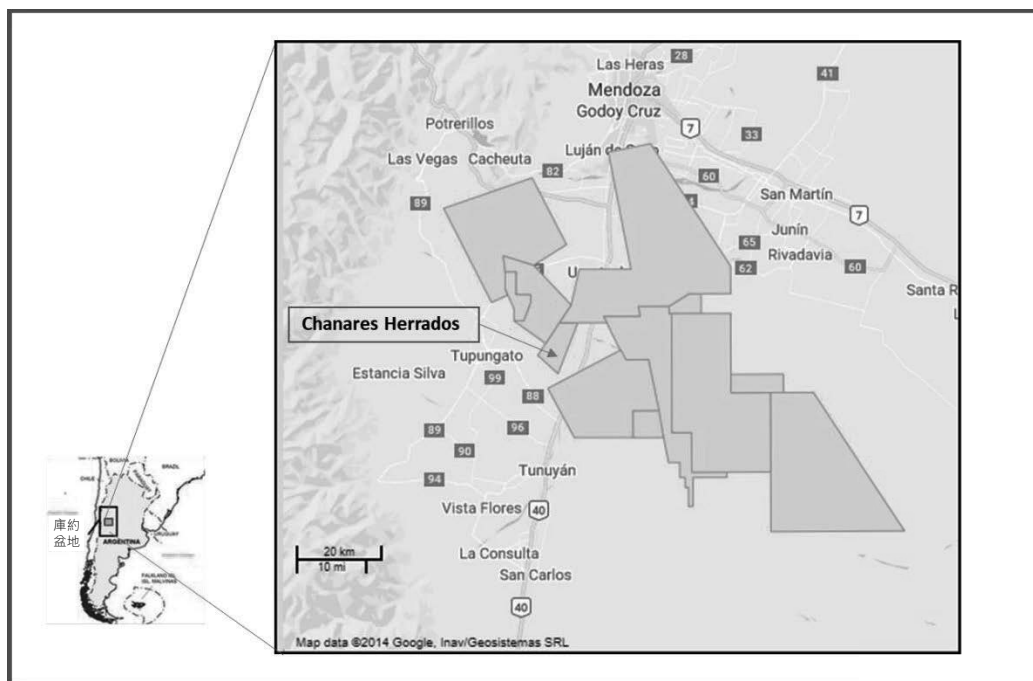 28
Las Heras
41
Mendoza
Godoy Cruz
7
33
Potrerillos
Luján de
Las Vegas
Cacheuta
82
60
San Martín
89
7
Junín
65
Rivadavia
62
60
Santa R
Chanares Herrados
Tupungato
Estancia Silva
99
88
89
96
90
94
Tunuyán
Vista Flores
40
La Consulta
San Carlos
40
20 km
10 mi
Map data ©2014 Google, Inav/Geosistemas SRL
BOLIVIA
BRAZIL
CHILE
庫約
盆地
URUGUAY
ARGENTINA